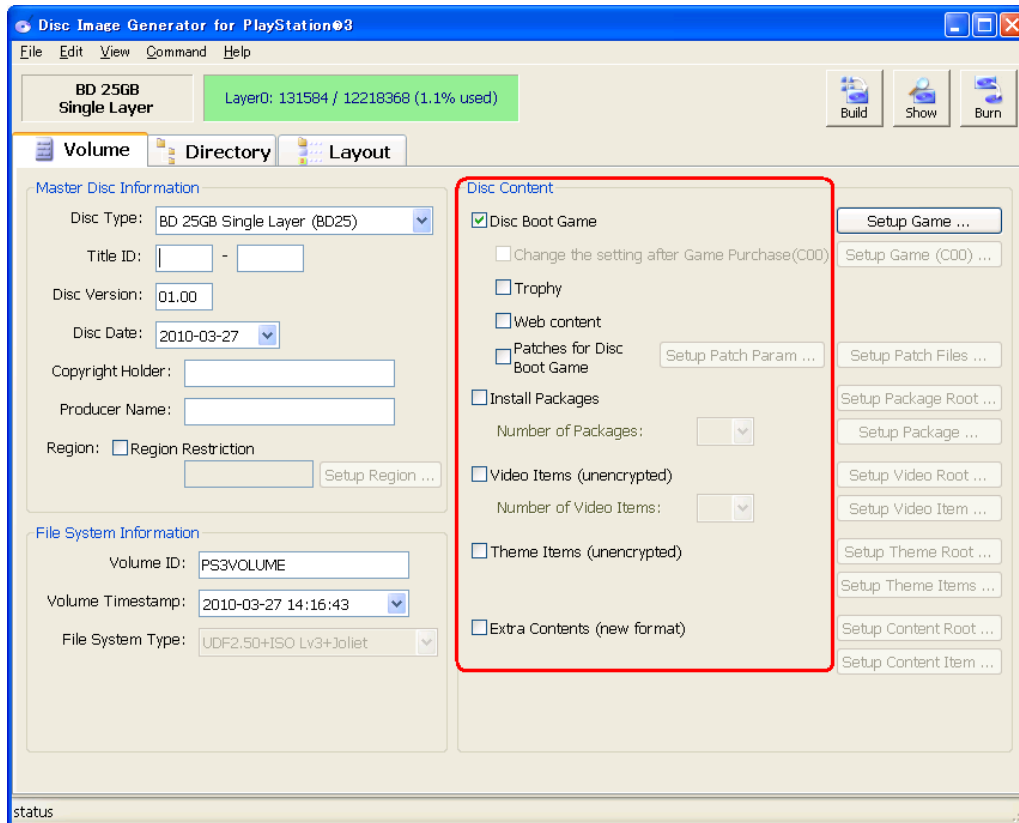 Disc Image Generator for PlayStation®3
File Edit View Command Help
BD 25GB
Single Layer
Layer0: 131584 / 12218368 (1.1% used)
Build
Show
Burn
Volume
Directory
Layout
Master Disc Information
Disc Type: BD 25GB Single Layer (BD25)
Title ID: -
Disc Version: 01.00
Disc Date: 2010-03-27
Copyright Holder:
Producer Name:
Region: Region Restriction
Setup Region ...
File System Information
Volume ID: PS3VOLUME
Volume Timestamp: 2010-03-27 14:16:43
File System Type: UDF2.50+ISO Lv3+Joliet
Disc Content
Disc Boot Game
Setup Game ...
Change the setting after Game Purchase(C00)
Setup Game (C00) ...
Trophy
Web content
Patches for Disc
Boot Game
Setup Patch Param ...
Setup Patch Files ...
Install Packages
Setup Package Root ...
Number of Packages:
Setup Package ...
Video Items (unencrypted)
Setup Video Root ...
Number of Video Items:
Setup Video Item ...
Theme Items (unencrypted)
Setup Theme Root ...
Setup Theme Items ...
Extra Contents (new format)
Setup Content Root ...
Setup Content Item ...
status